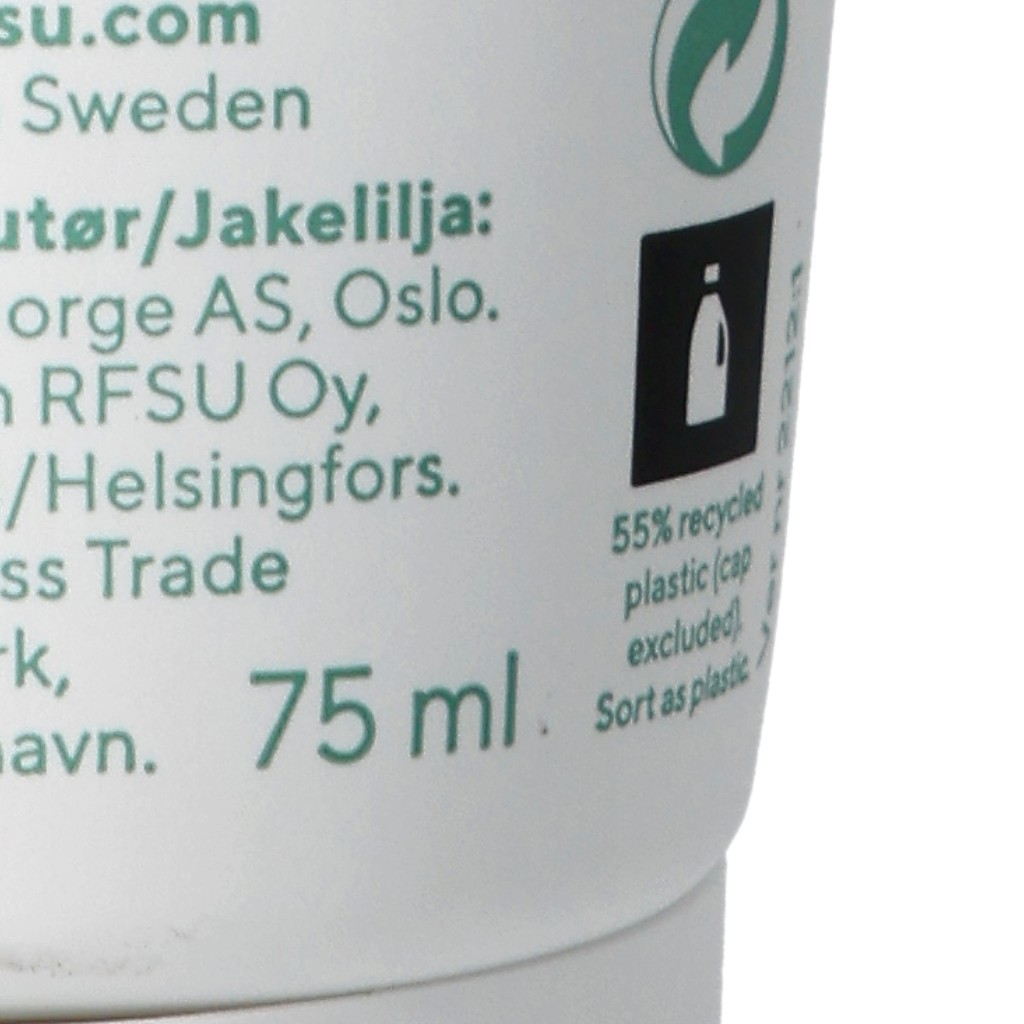 su.com
Sweden
utør/Jakelilja:
orge AS, Oslo.
RFSU Oy,
/Helsingfors.
ss Trade
rk,
navn.
75 ml
55% recycled
plastic (cap
excluded).
Sort as plastic